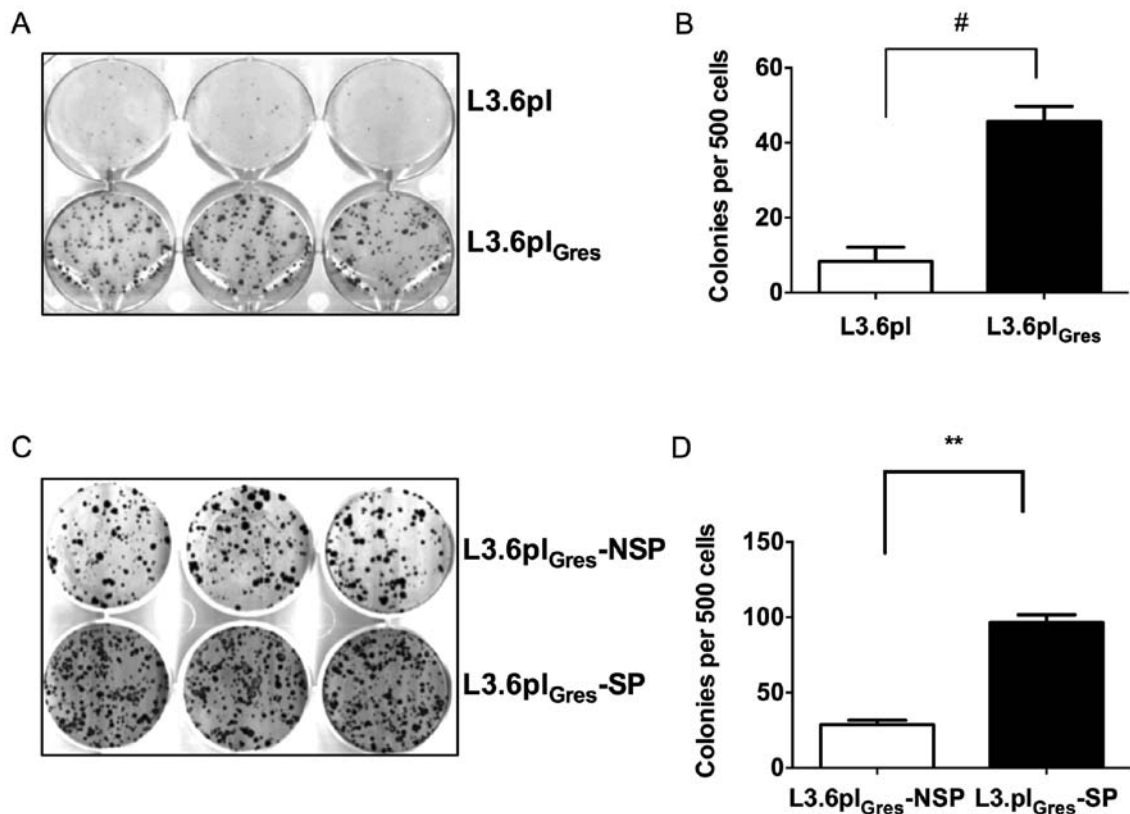 A
L3.6pl
L3.6plGres
B
#
Colonies per 500 cells
60
40
20
0
L3.6pl
L3.6plGres
C
L3.6plGres-NSP
L3.6plGres-SP
D
**
Colonies per 500 cells
150
100
50
0
L3.6plGres-NSP
L3.plGres-SP